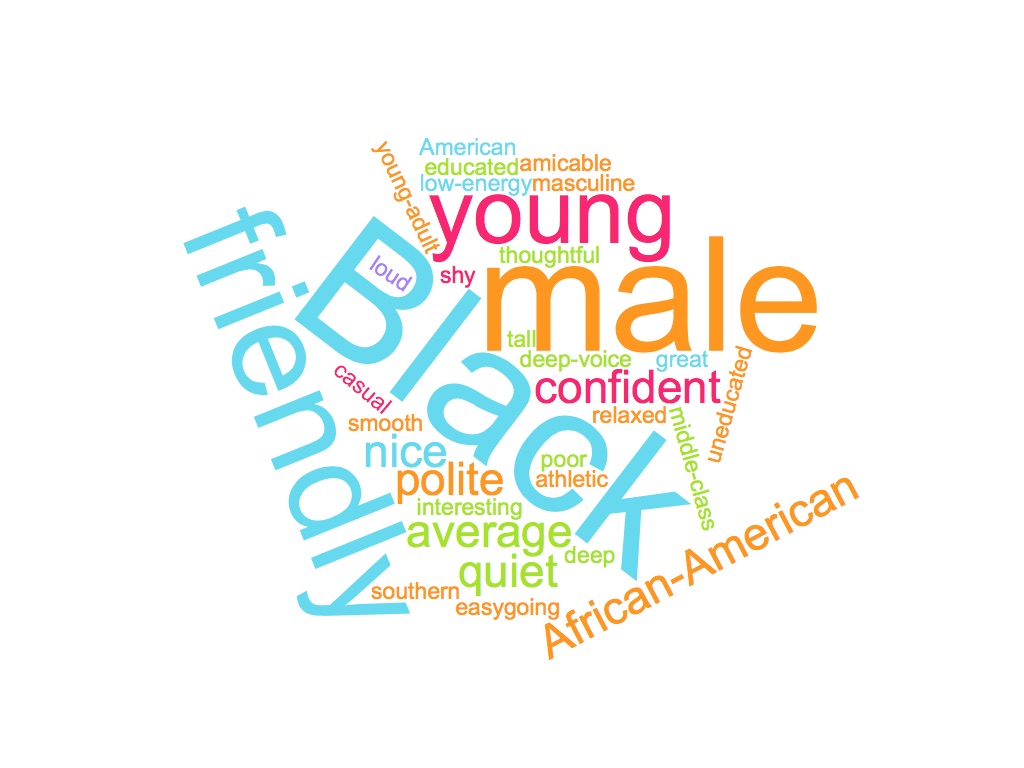 American
educated
amicable
low-energy
masculine
young-adult
young
friendly
Black
loud
shy
thoughtful
male
tall
deep-voice
great
casual
confident
uneducated
smooth
relaxed
middle-class
nice
poor
polite
athletic
interesting
average
deep
quiet
southern
easygoing
African-American